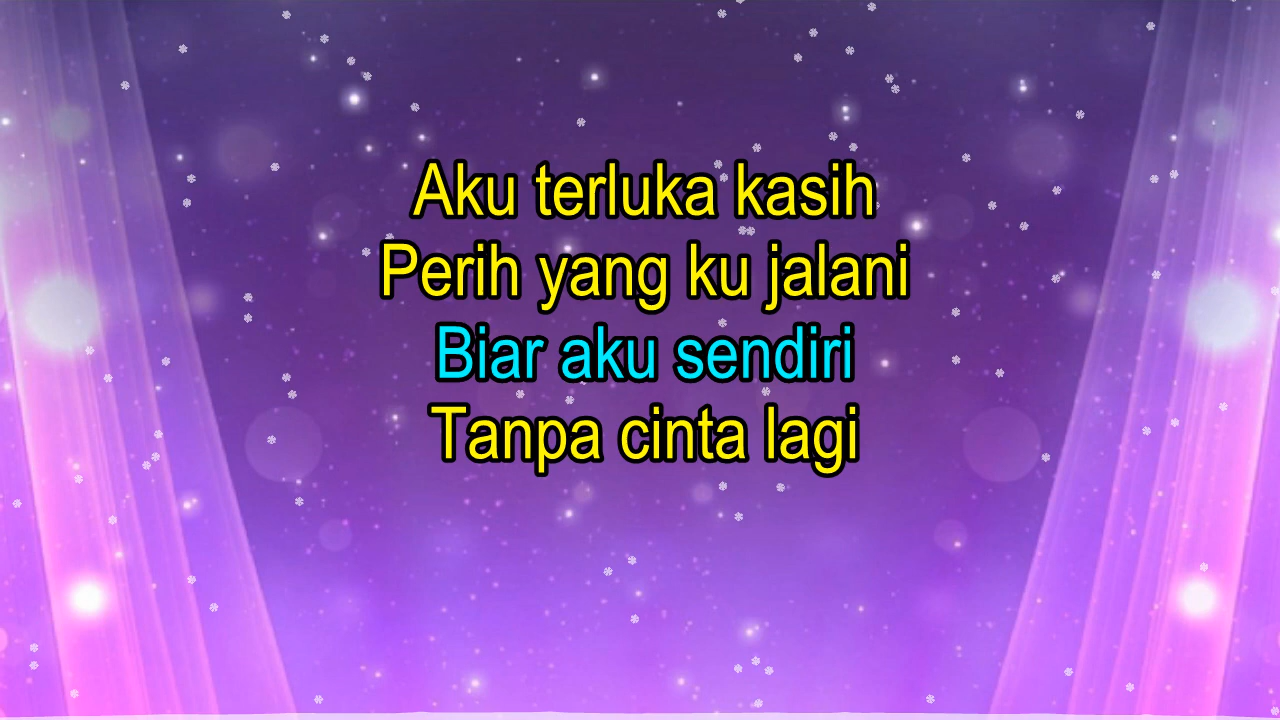 Aku terluka kasih
Perih yang ku jalani
Biar aku sendiri
Tanpa cinta lagi